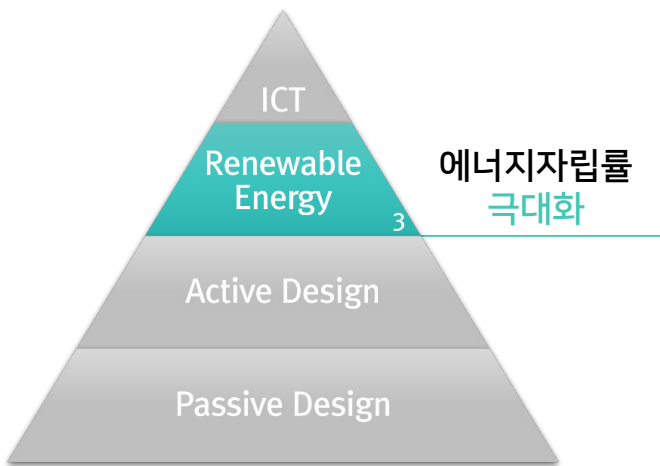 ICT
Renewable
Energy
3
에너지자립률
극대화
Active Design
Passive Design